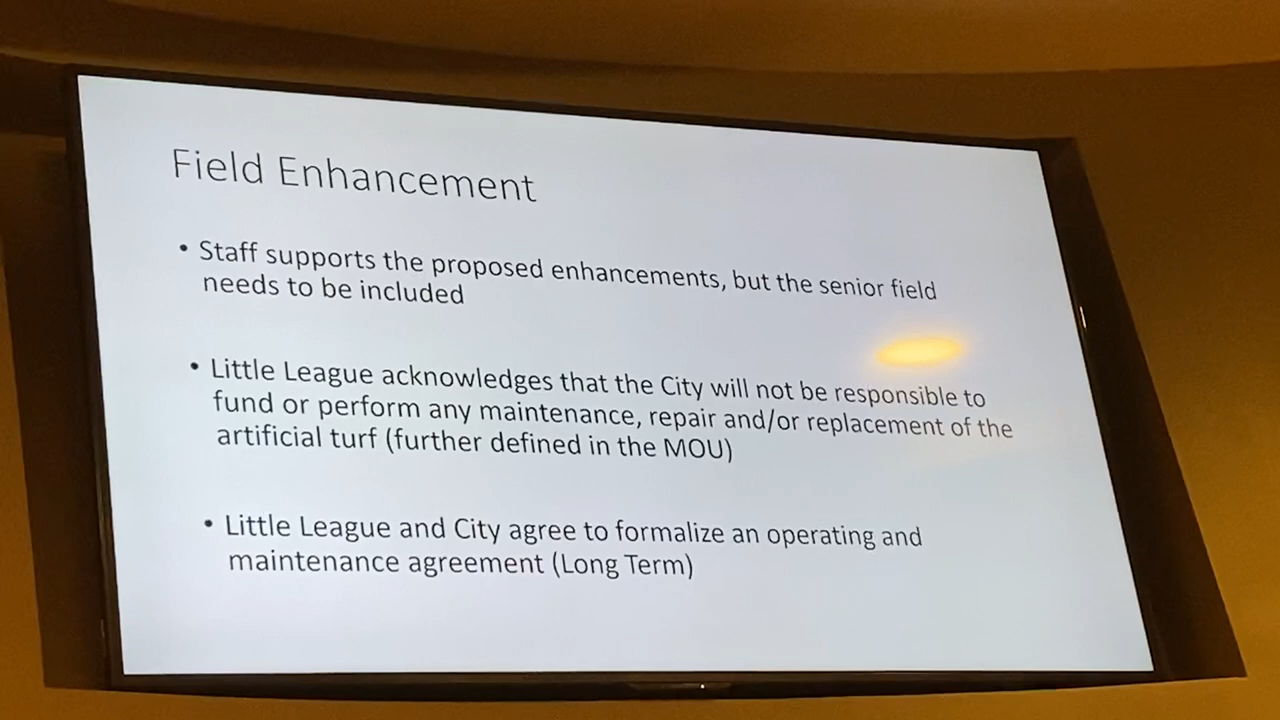 Field Enhancement
• Staff supports the proposed enhancements, but the senior field
needs to be included
• Little League acknowledges that the City will not be responsible to
fund or perform any maintenance, repair and/or replacement of the
artificial turf (further defined in the MOU)
• Little League and City agree to formalize an operating and
maintenance agreement (Long Term)